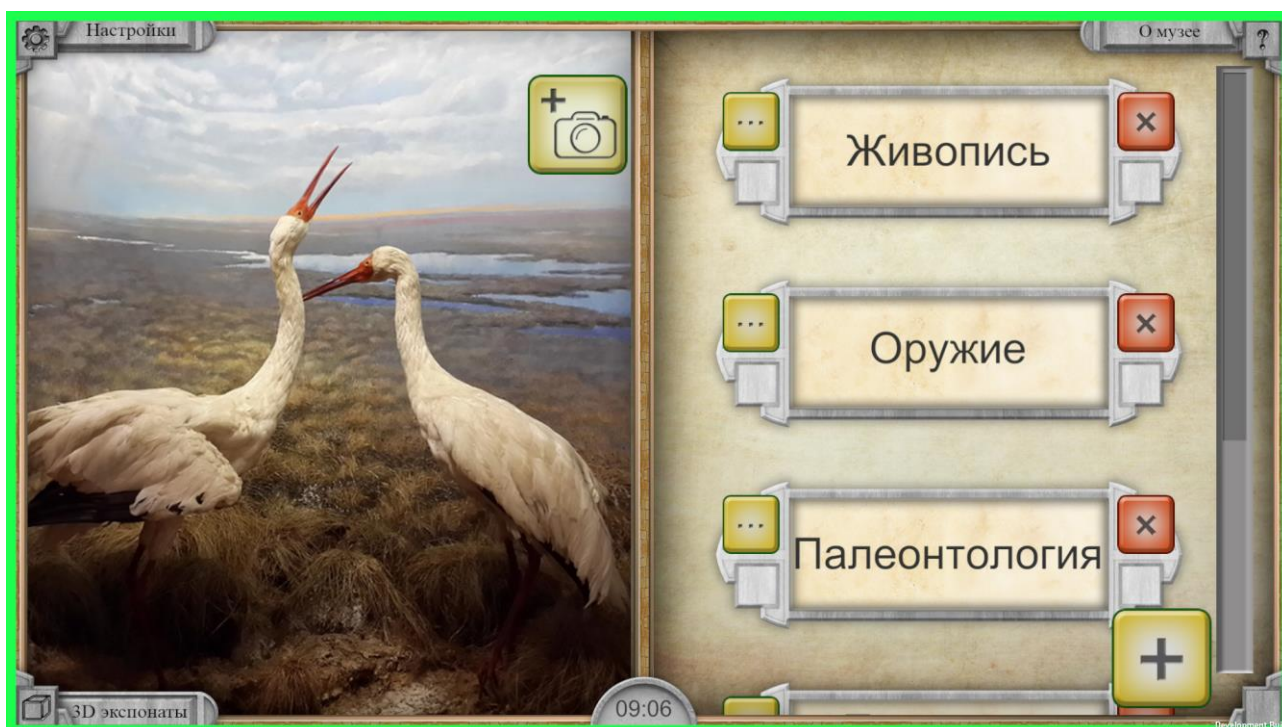 Настройки
О музее
?
...
Живопись
×
...
Оружие
×
...
Палеонтология
×
+
+
3D экспонаты
09:06